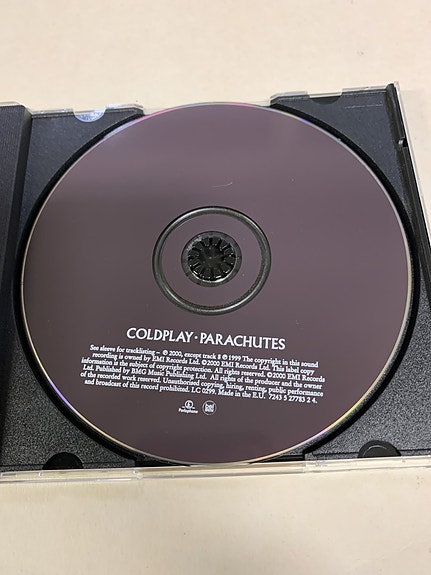 COLDPLAY · PARACHUTES
See sleeve for tracklisting – ℗ 2000, except track 8 ℗ 1999 The copyright in this sound
recording is owned by EMI Records Ltd. ©2000 EMI Records Ltd. This label copy
information is the subject of copyright protection. All rights reserved. ©2000 EMI Records
Ltd. Published by BMG Music Publishing Ltd. All rights of the producer and the owner
of the recorded work reserved. Unauthorised copying, hiring, renting, public performance
and broadcast of this record prohibited. LC 0299. Made in the E.U. 7243 5 27783 2 4.
Parlophone